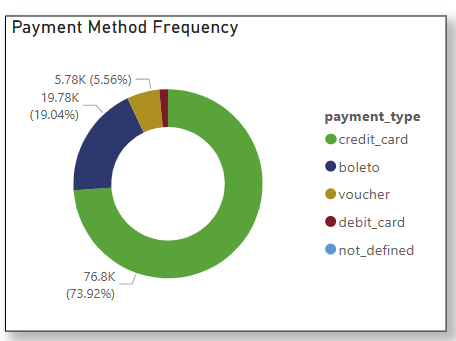 Payment Method Frequency
5.78K (5.56%)
19.78K
(19.04%)
76.8K
(73.92%)
payment_type
credit_card
boleto
voucher
debit_card
not_defined